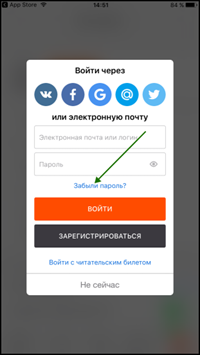 App Store 14:51 84 %
Войти через
или электронную почту
Электронная почта или логин
Пароль
Забыли пароль?
ВОЙТИ
ЗАРЕГИСТРИРОВАТЬСЯ
Войти с читательским билетом
Не сейчас